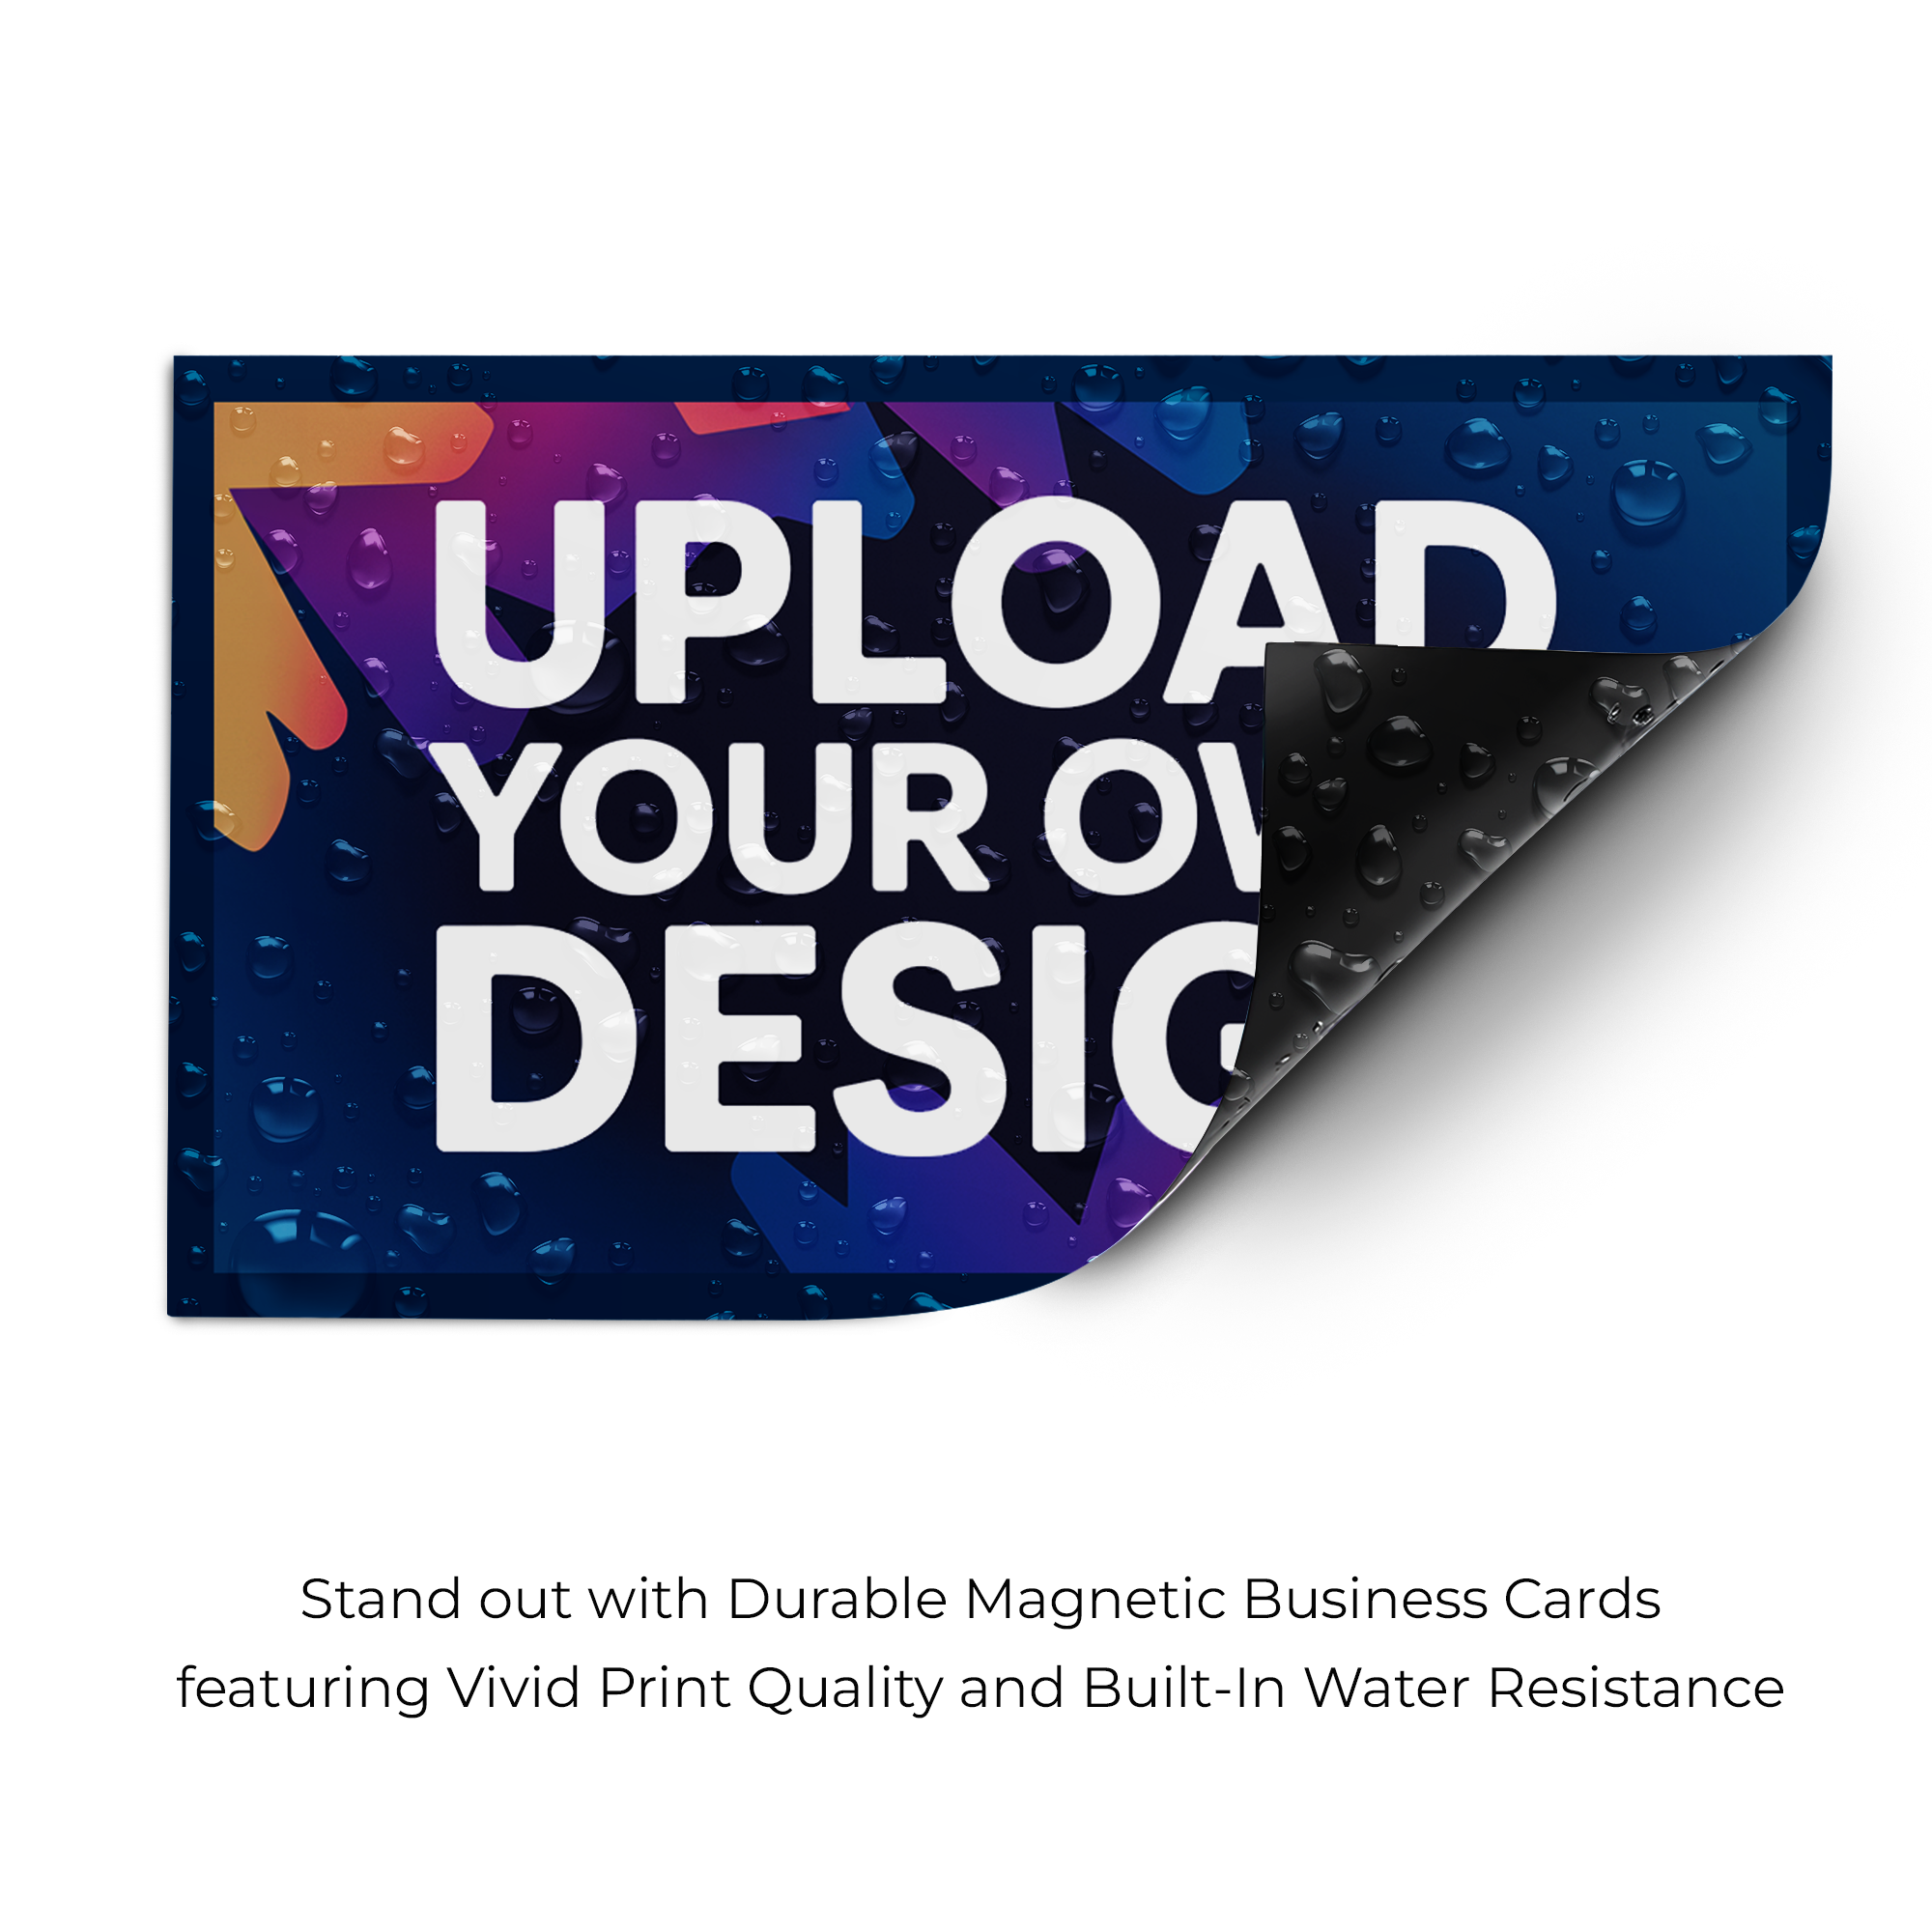 UPLOAD
YOUR
DESIG
Stand out with Durable Magnetic Business Cards
featuring Vivid Print Quality and Built-In Water Resistance